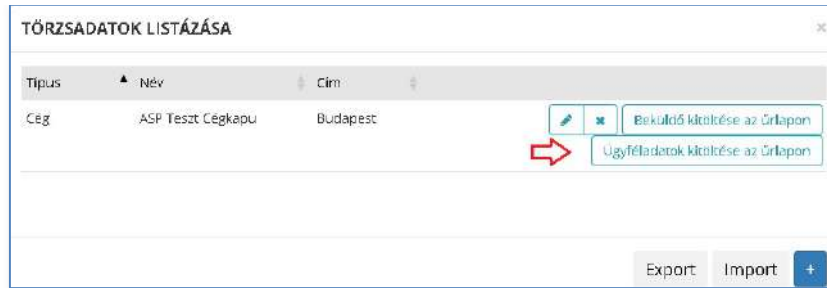 TÖRZSADATOK LISTÁZÁSA
Típus Név Cím
Cég ASP Teszt Cégkapu Budapest Beküldő kitöltése az űrlapon
Ügyféladatok kitöltése az űrlapon
Export Import +